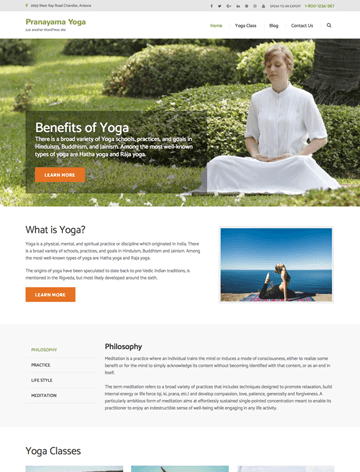 2690 West Ray Road Chandler, Arizona
SPEAK TO AN EXPERT 1-800-1234-567
Pranayama Yoga
Just another WordPress site
Home Yoga Class Blog Contact Us
Benefits of Yoga
There is a broad variety of Yoga schools, practices, and goals in
Hinduism, Buddhism, and Jainism. Among the most well-known
types of yoga are Hatha yoga and Rāja yoga.
LEARN MORE
What is Yoga?
Yoga is a physical, mental, and spiritual practice or discipline which originated in India. There
is a broad variety of schools, practices, and goals in Hinduism, Buddhism, and Jainism. Among
the most well-known types of yoga are Hatha yoga and Rāja yoga.
The origins of yoga have been speculated to date back to pre-Vedic Indian traditions, is
mentioned in the Rigveda, but most likely developed around the sixth.
LEARN MORE
PHILOSOPHY
PRACTICE
LIFE STYLE
MEDITATION
Philosophy
Meditation is a practice where an individual trains the mind or induces a mode of consciousness, either to realize some
benefit or for the mind to simply acknowledge its content without becoming identified with that content, or as an end in
itself.
The term meditation refers to a broad variety of practices that includes techniques designed to promote relaxation, build
internal energy or life force (qi, ki, prana, etc.) and develop compassion, love, patience, generosity and forgiveness. A
particularly ambitious form of meditation aims at effortlessly sustained single-pointed concentration meant to enable its
practitioner to enjoy an indestructible sense of well-being while engaging in any life activity.
Yoga Classes